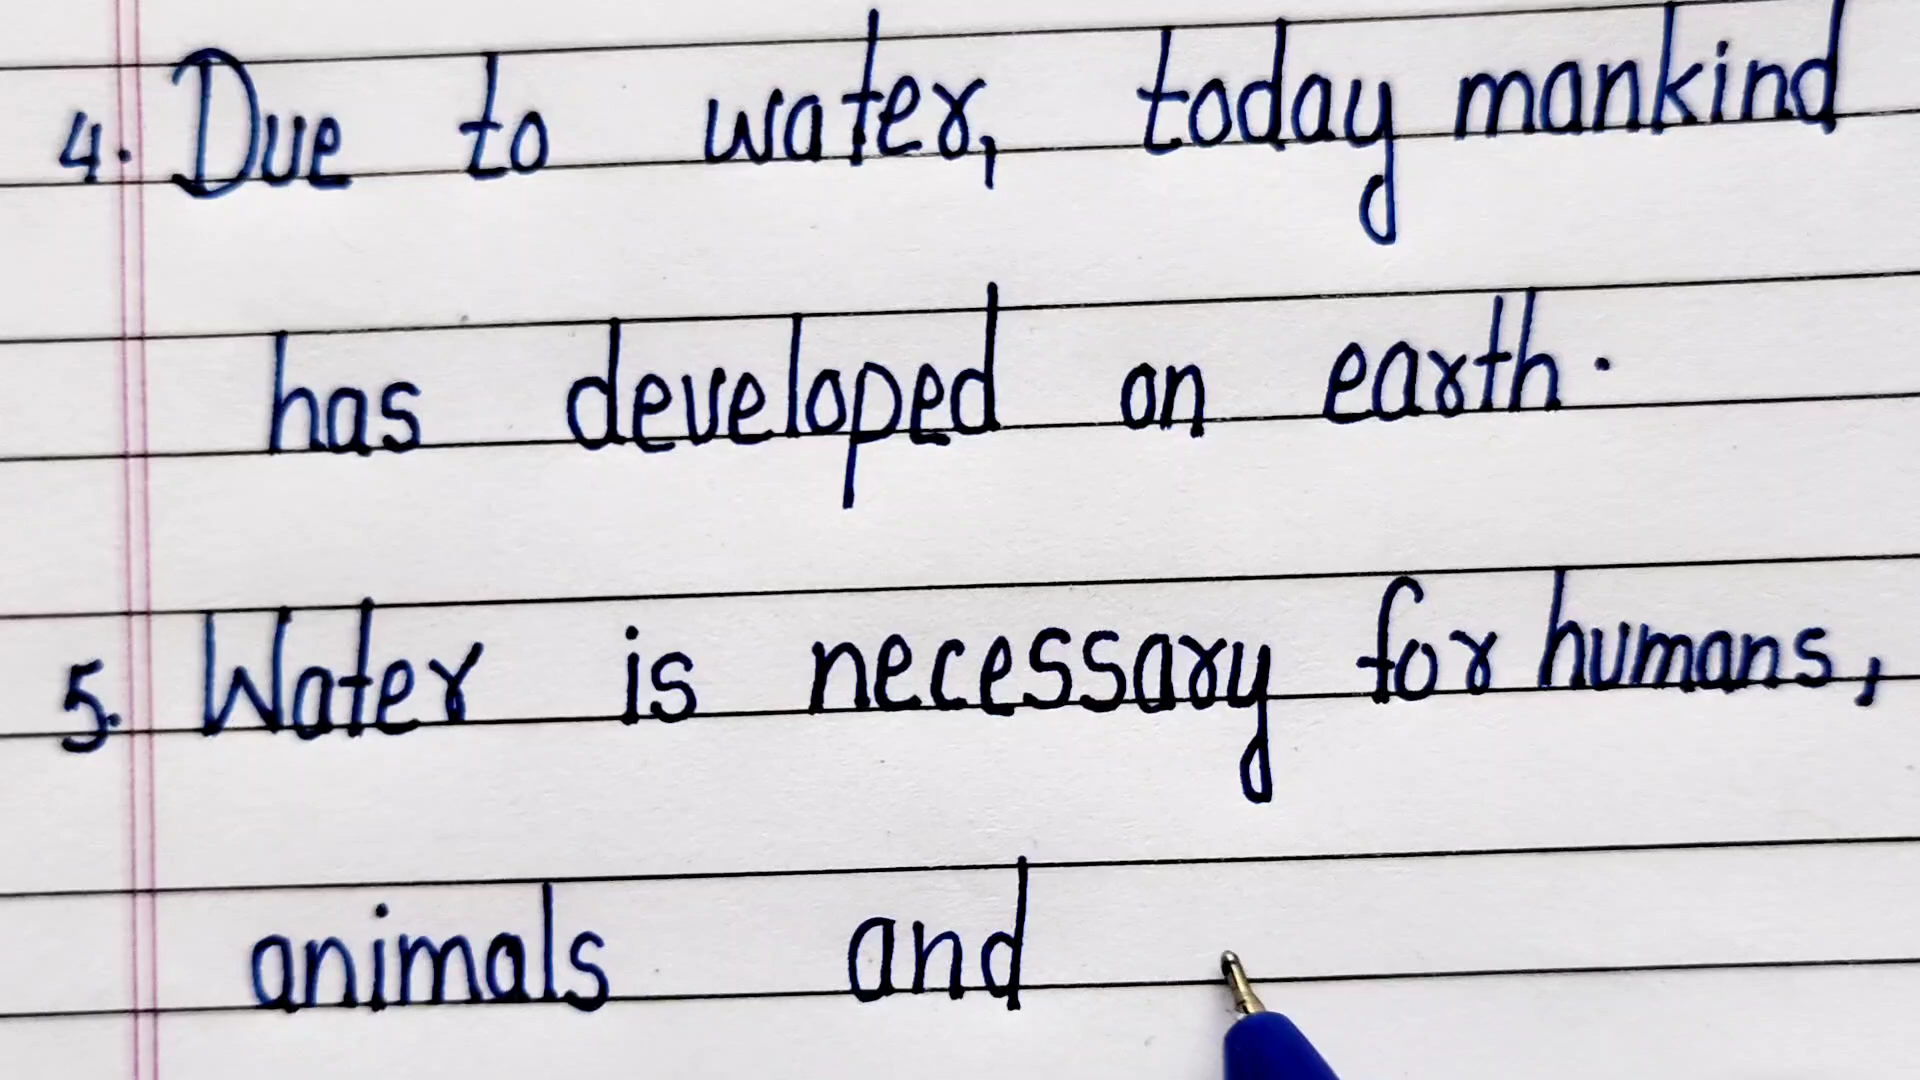 4. Due to water, today mankind
has developed on earth.
5. Water is necessary for humans,
animals and